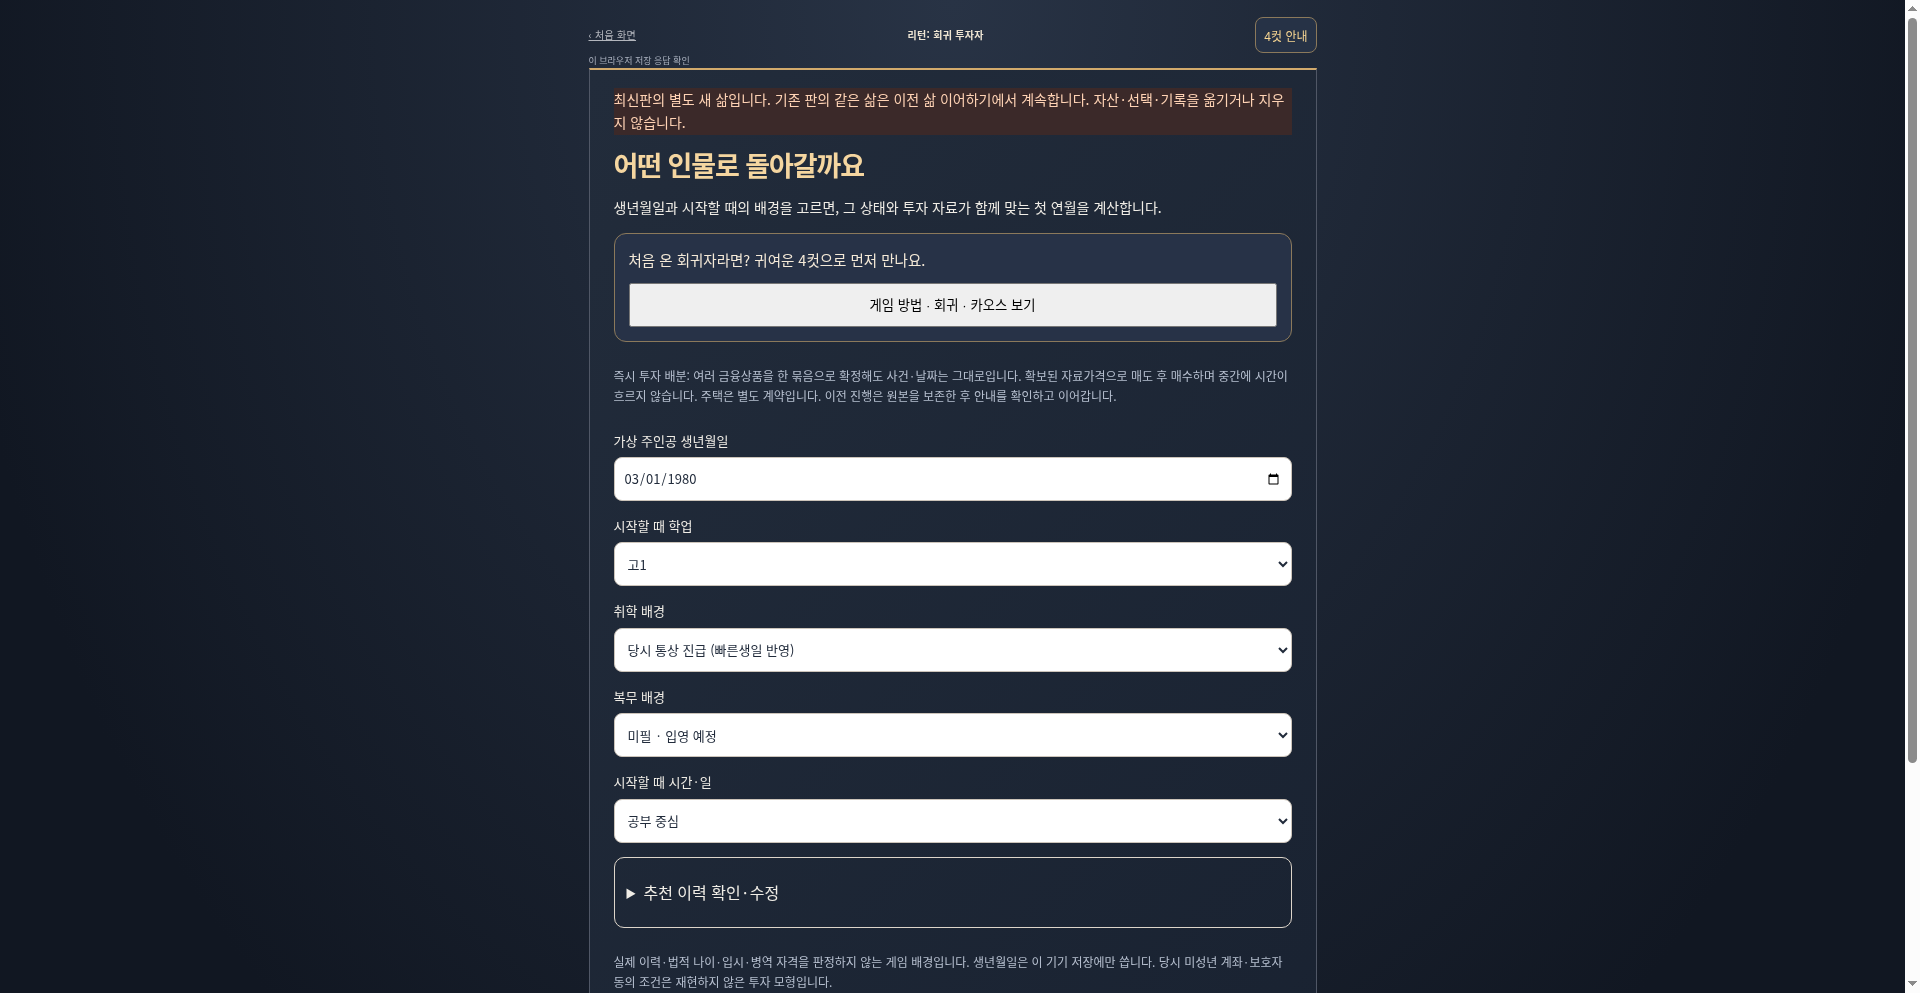 ‹ 처음 화면
리턴: 회귀 투자자
4컷 안내
이 브라우저 저장 응답 확인
최신판의 별도 새 삶입니다. 기존 판의 같은 삶은 이전 삶 이어하기에서 계속합니다. 자산·선택·기록을 옮기거나 지우
지 않습니다.
어떤 인물로 돌아갈까요
생년월일과 시작할 때의 배경을 고르면, 그 상태와 투자 자료가 함께 맞는 첫 연월을 계산합니다.
처음 온 회귀자라면? 귀여운 4컷으로 먼저 만나요.
게임 방법 · 회귀 · 카오스 보기
즉시 투자 배분: 여러 금융상품을 한 묶음으로 확정해도 사건·날짜는 그대로입니다. 확보된 자료가격으로 매도 후 매수하며 중간에 시간이
흐르지 않습니다. 주택은 별도 계약입니다. 이전 진행은 원본을 보존한 후 안내를 확인하고 이어갑니다.
가상 주인공 생년월일
03/01/1980
시작할 때 학업
고1
취학 배경
당시 통상 진급 (빠른생일 반영)
복무 배경
미필 · 입영 예정
시작할 때 시간·일
공부 중심
▶ 추천 이력 확인·수정
실제 이력·법적 나이·입시·병역 자격을 판정하지 않는 게임 배경입니다. 생년월일은 이 기기 저장에만 씁니다. 당시 미성년 계좌·보호자
동의 조건은 재현하지 않은 투자 모형입니다.